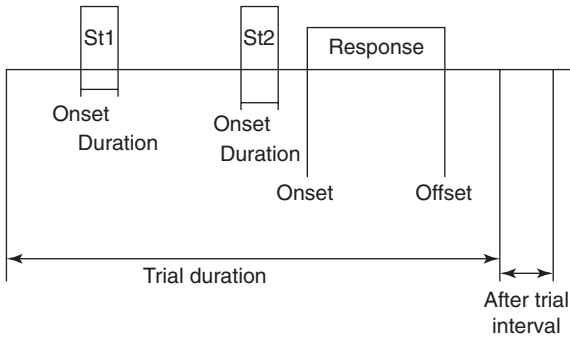 St1
St2
Response
Onset
Duration
Onset
Duration
Onset
Offset
Trial duration
After trial
interval